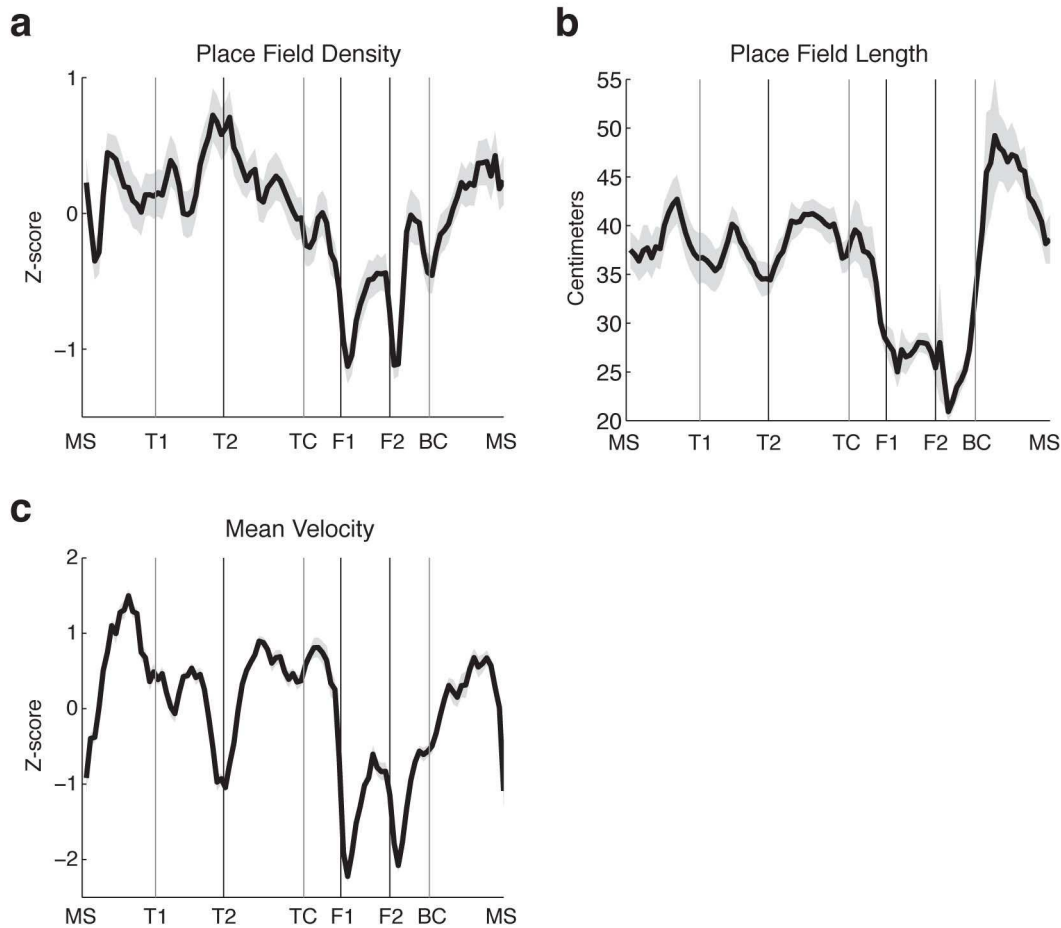 a
Place Field Density
1
0
−1
Z-score
MS T1 T2 TC F1 F2 BC MS
b
Place Field Length
55
50
45
40
35
30
25
20
Centimeters
MS T1 T2 TC F1 F2 BC MS
c
Mean Velocity
2
1
0
−1
−2
Z-score
MS T1 T2 TC F1 F2 BC MS